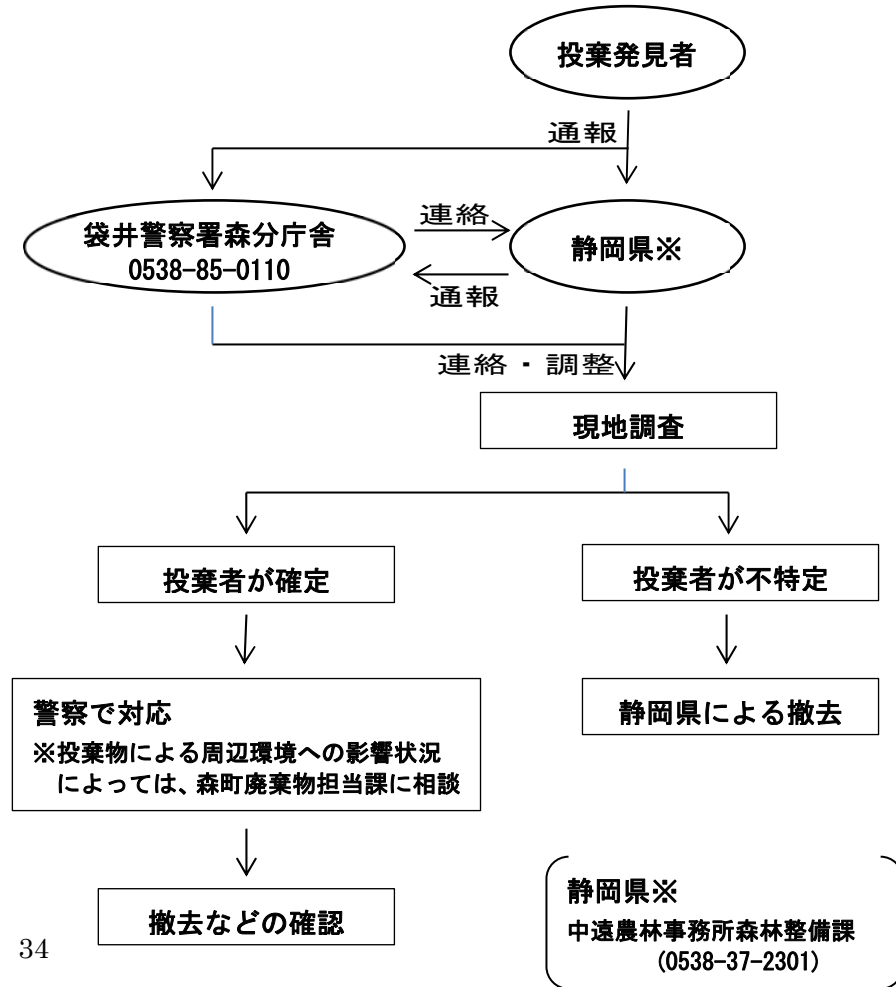 投棄発見者
通報
袋井警察署森分庁舎
0538-85-0110
連絡
静岡県※
通報
連絡・調整
現地調査
投棄者が確定
投棄者が不特定
警察で対応
※投棄物による周辺環境への影響状況
によっては、森町廃棄物担当課に相談
静岡県による撤去
撤去などの確認
静岡県※
中遠農林事務所森林整備課
(0538-37-2301)
34